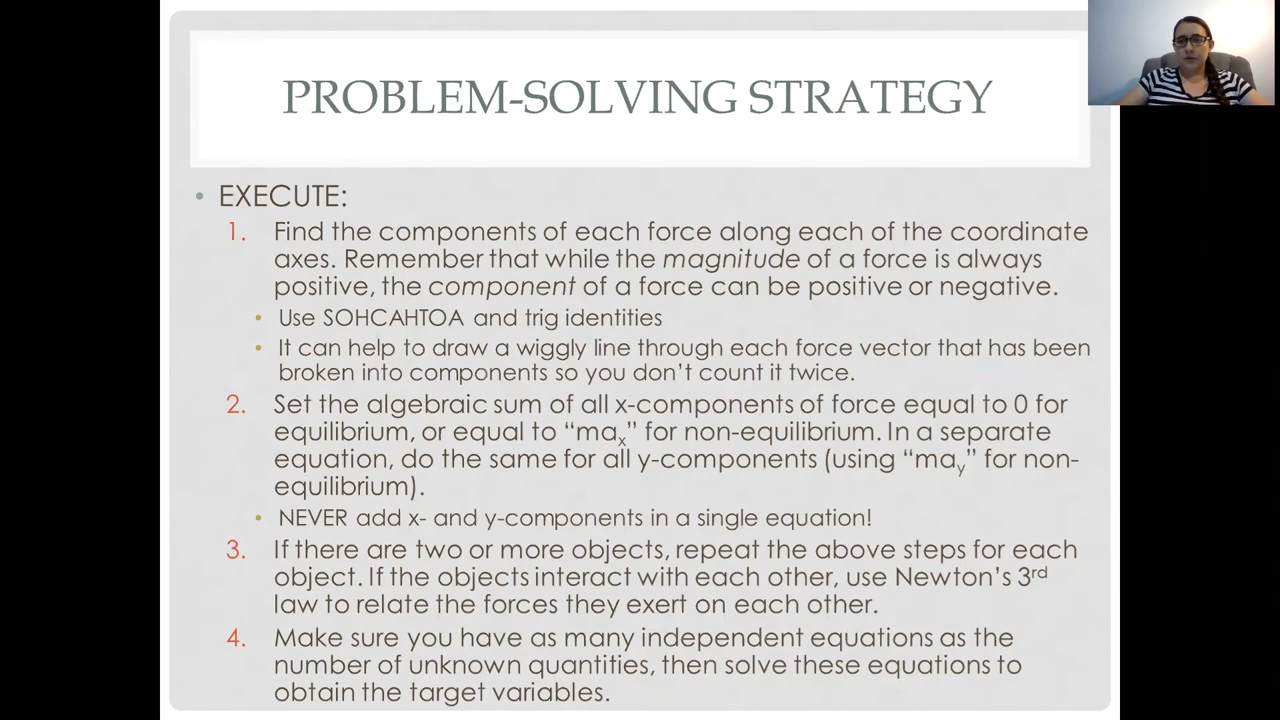 PROBLEM-SOLVING STRATEGY
• EXECUTE:
1. Find the components of each force along each of the coordinate
axes. Remember that while the magnitude of a force is always
positive, the component of a force can be positive or negative.
• Use SOHCAHTOA and trig identities
• It can help to draw a wiggly line through each force vector that has been
broken into components so you don’t count it twice.
2. Set the algebraic sum of all x-components of force equal to 0 for
equilibrium, or equal to “maₓ” for non-equilibrium. In a separate
equation, do the same for all y-components (using “ma_y” for non-
equilibrium).
• NEVER add x- and y-components in a single equation!
3. If there are two or more objects, repeat the above steps for each
object. If the objects interact with each other, use Newton’s 3rd
law to relate the forces they exert on each other.
4. Make sure you have as many independent equations as the
number of unknown quantities, then solve these equations to
obtain the target variables.